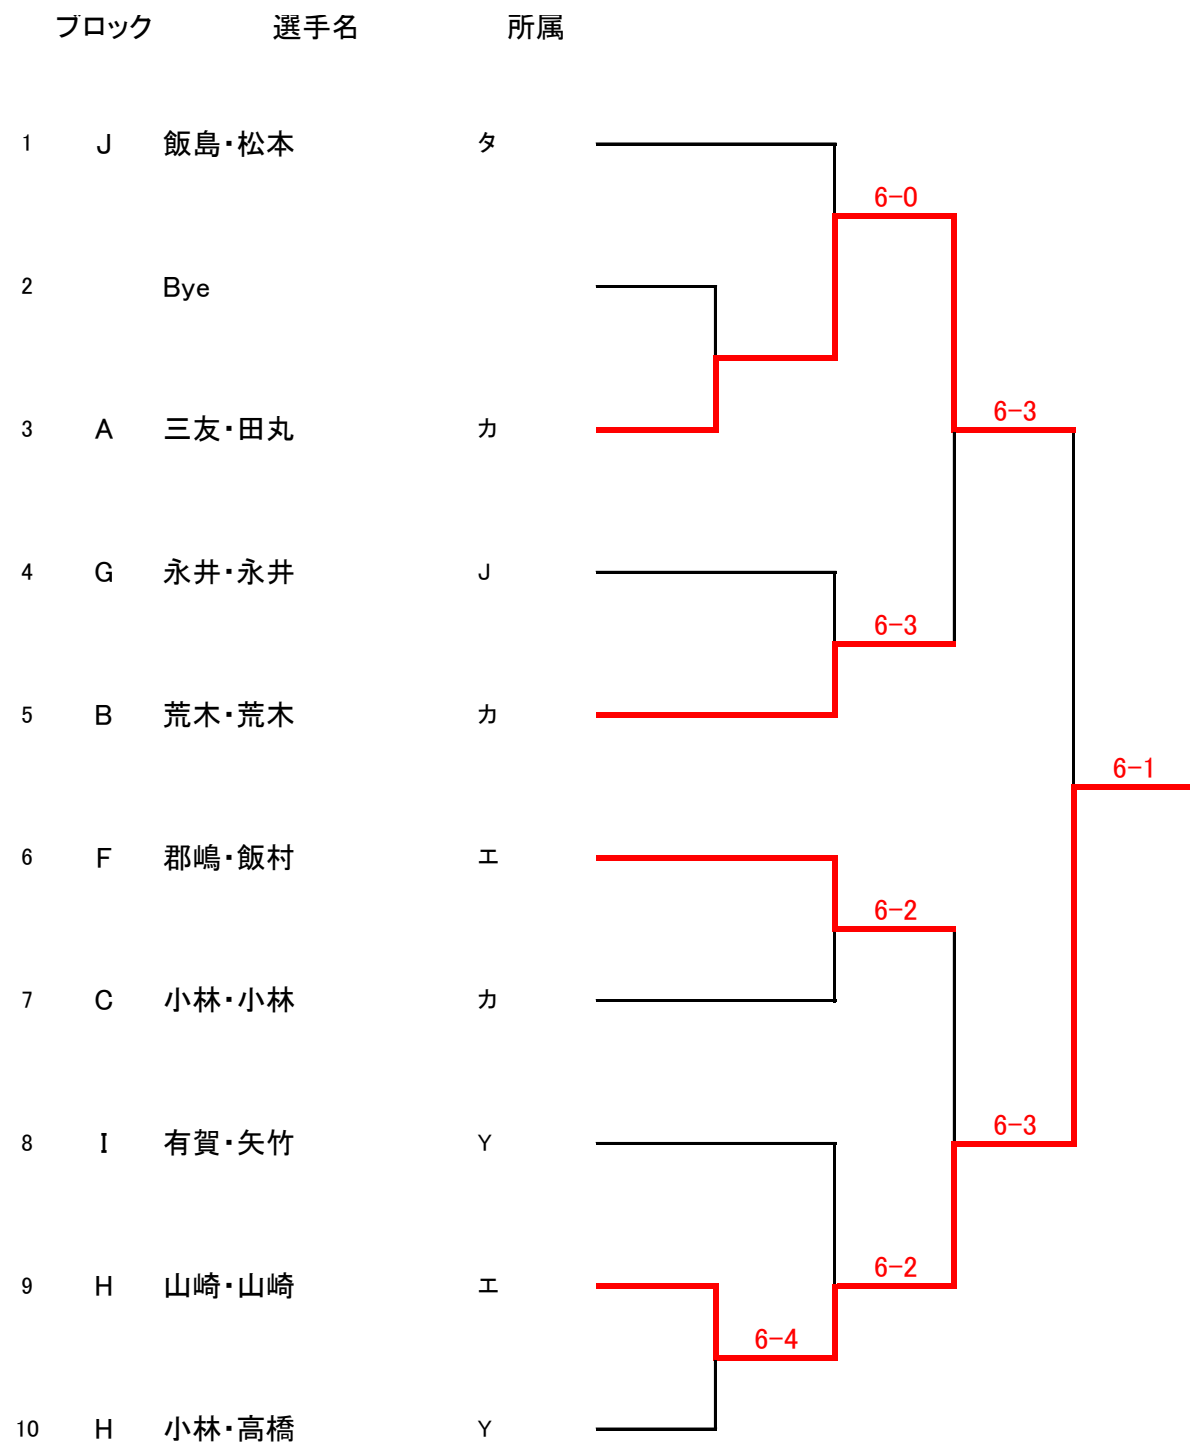 ブロック 選手名 所属
1 J 飯島・松本 タ
6-0
2 Bye
3 A 三友・田丸 カ
6-3
4 G 永井・永井 J
6-3
5 B 荒木・荒木 カ
6-1
6 F 郡嶋・飯村 エ
6-2
7 C 小林・小林 カ
8 I 有賀・矢竹 Y
6-3
9 H 山崎・山崎 エ
6-2
6-4
10 H 小林・高橋 Y